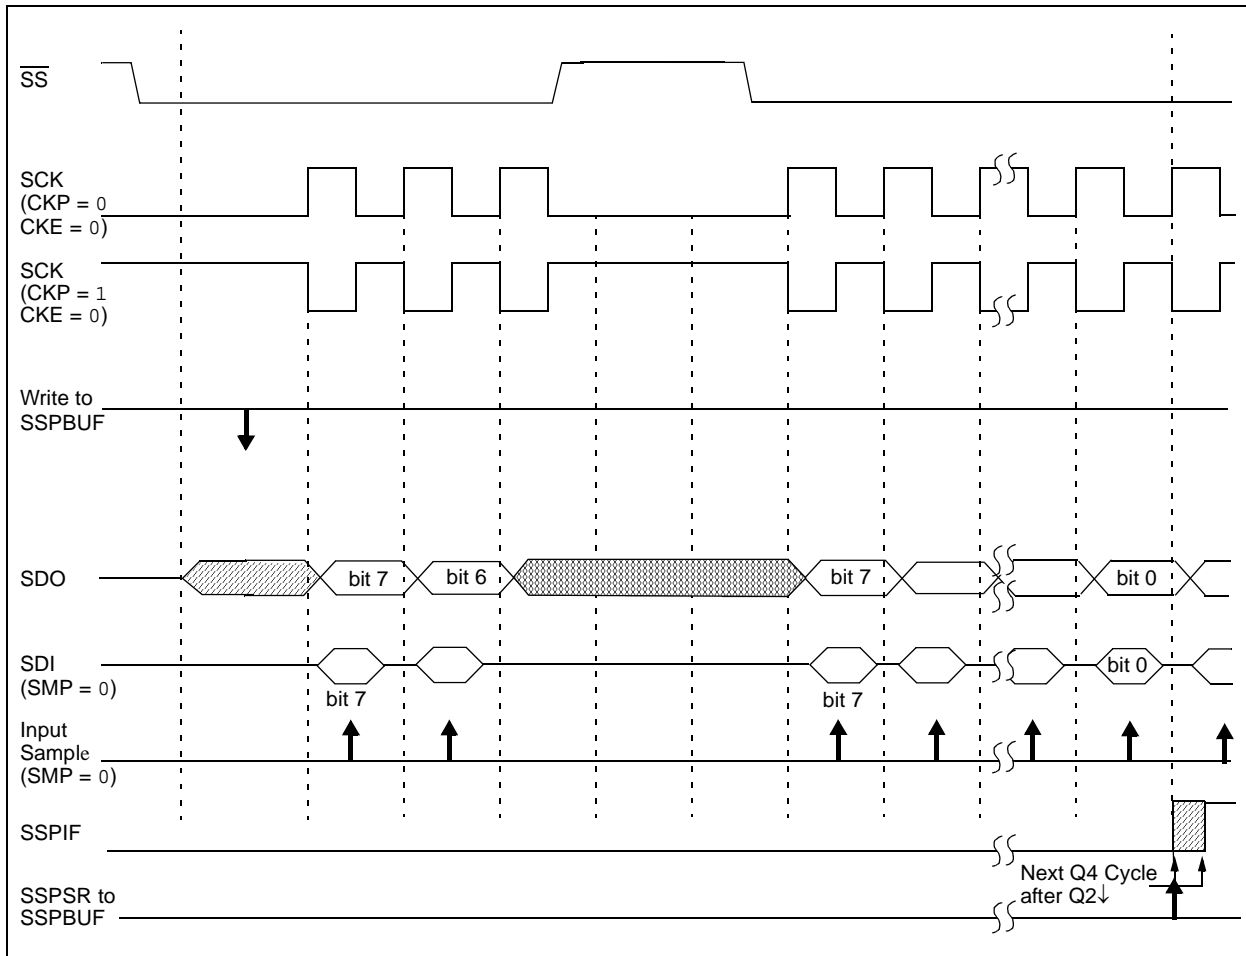 SS
SCK
(CKP = 0
CKE = 0)
SCK
(CKP = 1
CKE = 0)
Write to
SSPBUF
SDO
bit 7
bit 6
bit 7
bit 0
SDI
(SMP = 0)
bit 7
bit 7
bit 0
Input
Sample
(SMP = 0)
SSPIF
Next Q4 Cycle
after Q2↓
SSPSR to
SSPBUF